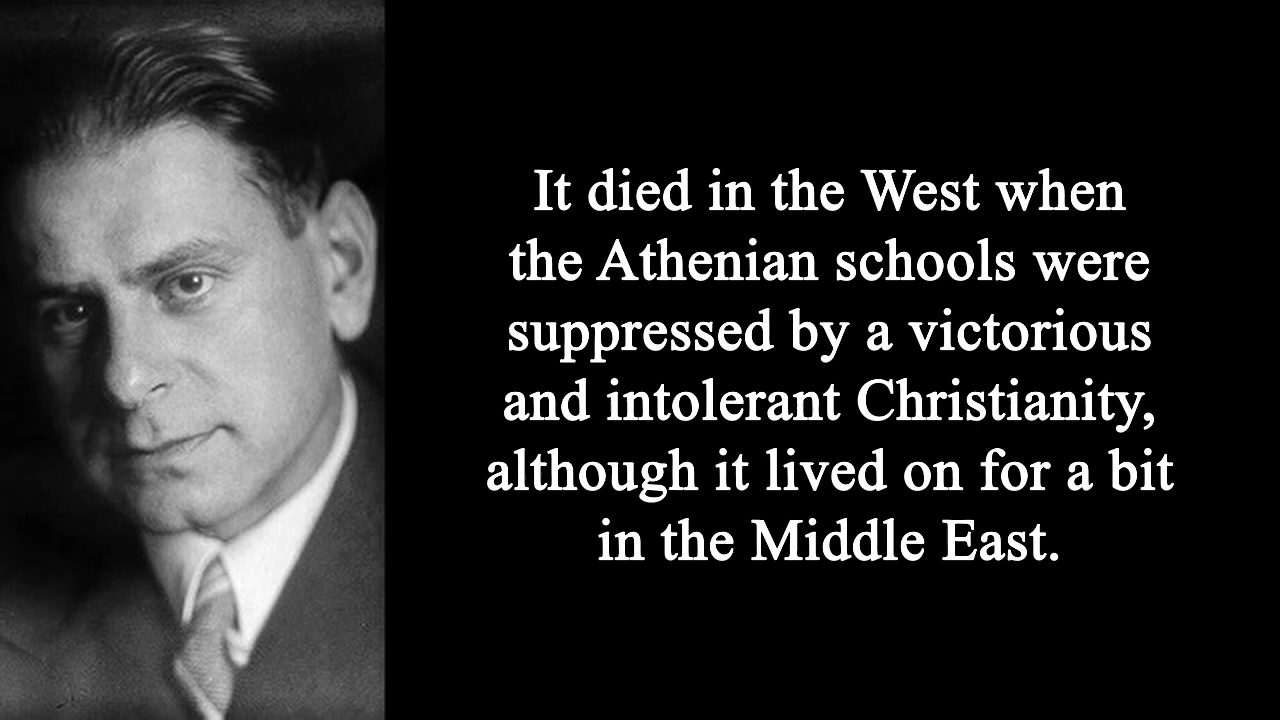 It died in the West when
the Athenian schools were
suppressed by a victorious
and intolerant Christianity,
although it lived on for a bit
in the Middle East.